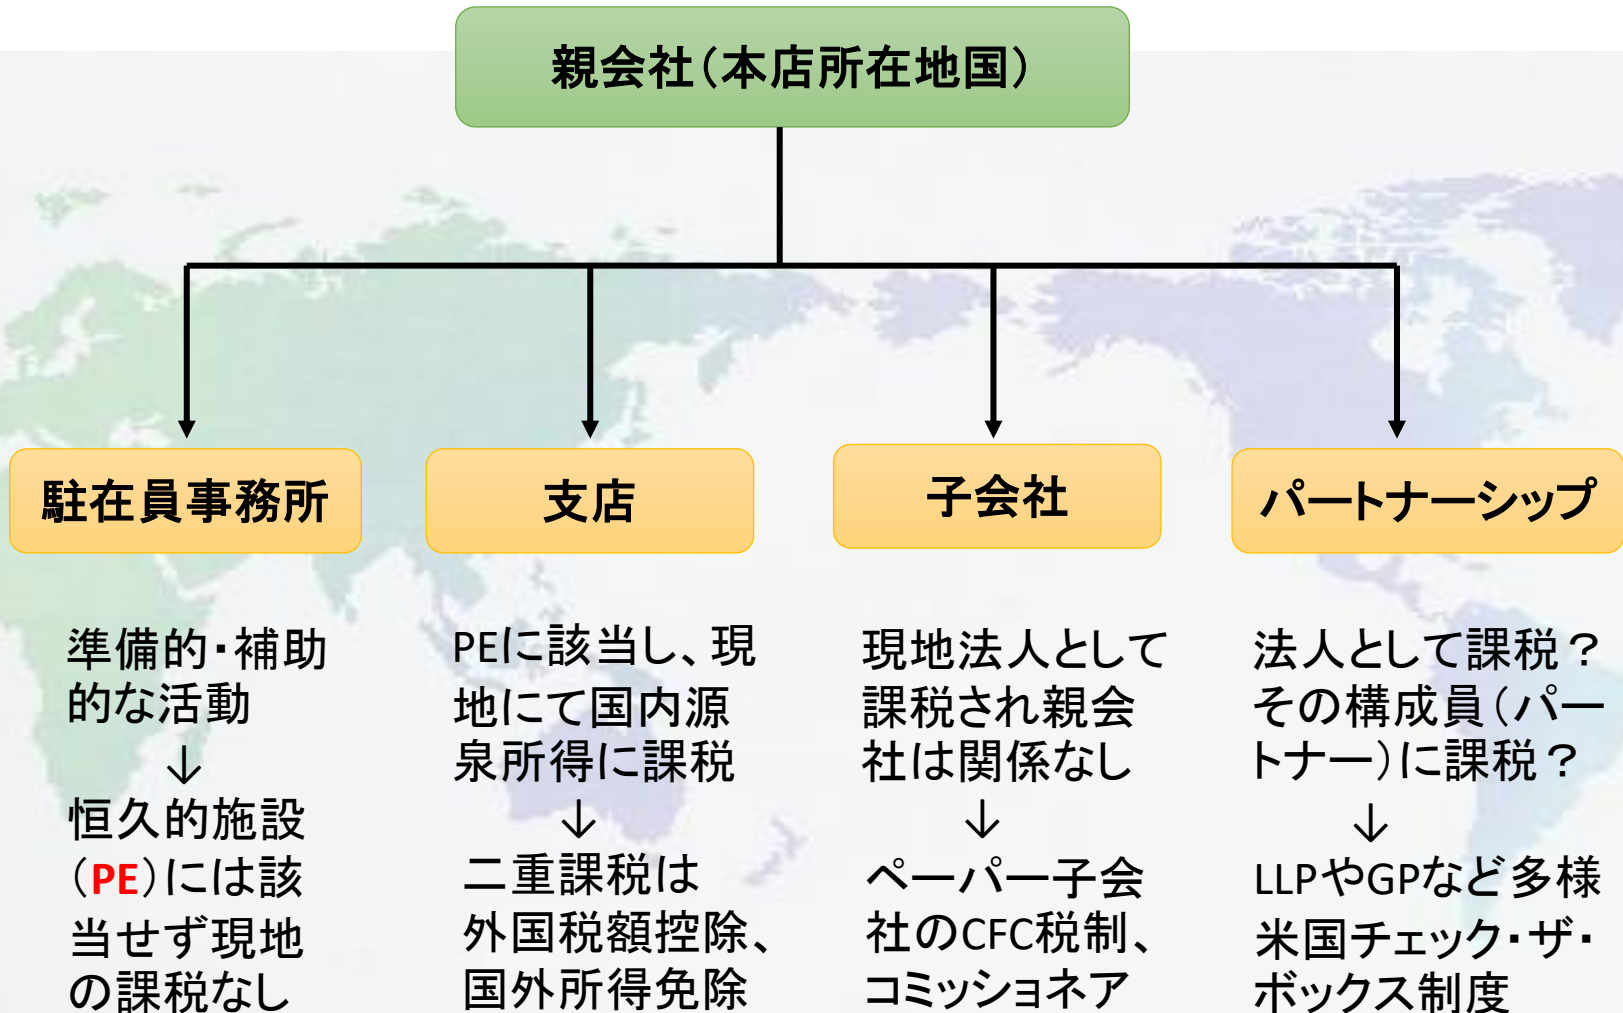 親会社（本店所在地国）
駐在員事務所
支店
子会社
パートナーシップ
準備的・補助
的な活動
↓
恒久的施設
（PE）には該
当せず現地
の課税なし
PEに該当し、現
地にて国内源
泉所得に課税
↓
二重課税は
外国税額控除、
国外所得免除
現地法人として
課税され親会
社は関係なし
↓
ペーパー子会
社のCFC税制、
コミッショネア
法人として課税？
その構成員（パー
トナー）に課税？
↓
LLPやGPなど多様
米国チェック・ザ・
ボックス制度